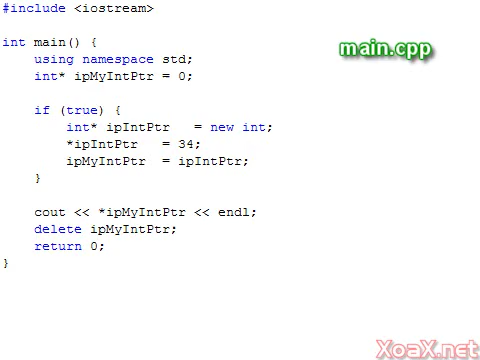 #include <iostream>
main.cpp
int main() {
    using namespace std;
    int* ipMyIntPtr = 0;

    if (true) {
        int* ipIntPtr   = new int;
        *ipIntPtr   = 34;
        ipMyIntPtr  = ipIntPtr;
    }

    cout << *ipMyIntPtr << endl;
    delete ipMyIntPtr;
    return 0;
}
XoaX.net